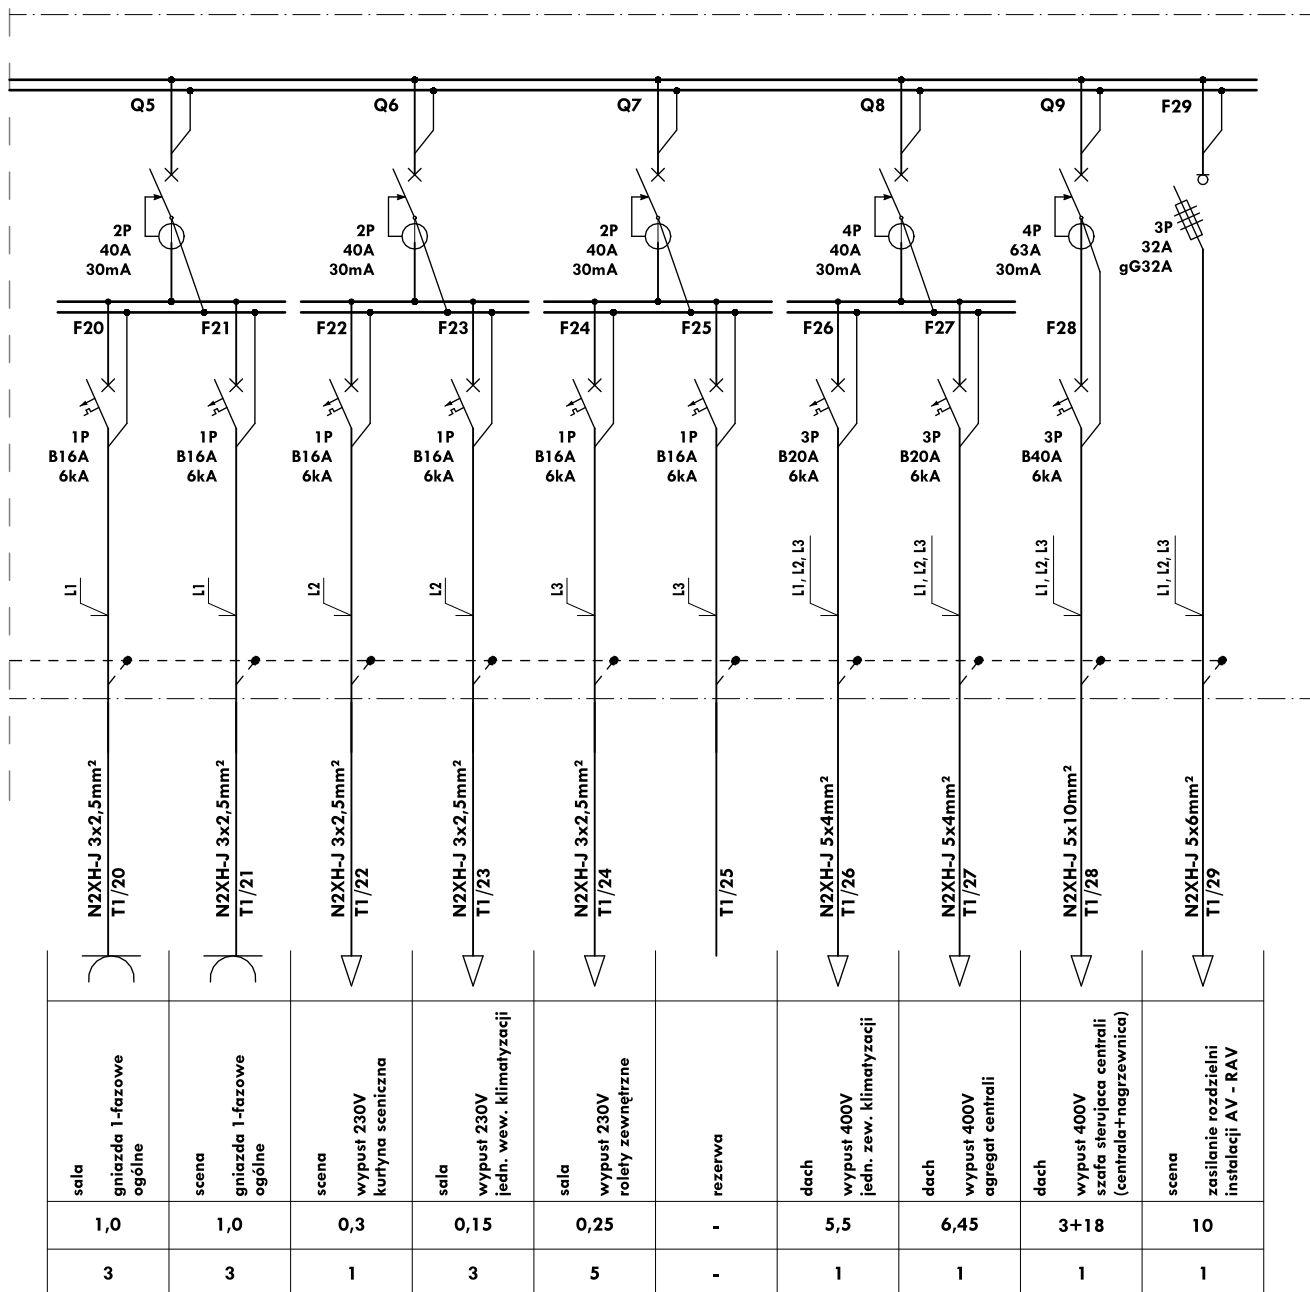 Q5
Q6
Q7
Q8
Q9
F29
2P
40A
30mA
2P
40A
30mA
2P
40A
30mA
4P
40A
30mA
4P
63A
30mA
3P
32A
gG32A
F20
F21
F22
F23
F24
F25
F26
F27
F28
1P
B16A
6kA
1P
B16A
6kA
1P
B16A
6kA
1P
B16A
6kA
1P
B16A
6kA
1P
B16A
6kA
3P
B20A
6kA
3P
B20A
6kA
3P
B40A
6kA
L1
L1
L2
L2
L3
L3
L1, L2, L3
L1, L2, L3
L1, L2, L3
L1, L2, L3
N2XH-J 3x2,5mm²
T1/20
N2XH-J 3x2,5mm²
T1/21
N2XH-J 3x2,5mm²
T1/22
N2XH-J 3x2,5mm²
T1/23
N2XH-J 3x2,5mm²
T1/24
T1/25
N2XH-J 5x4mm²
T1/26
N2XH-J 5x4mm²
T1/27
N2XH-J 5x10mm²
T1/28
N2XH-J 5x6mm²
T1/29
sala
gniazda 1-fazowe
ogólne
scena
gniazda 1-fazowe
ogólne
scena
wypust 230V
kurtyna sceniczna
sala
wypust 230V
jedn. wew. klimatyzacji
sala
wypust 230V
rolety zewnętrzne
rezerwa
dach
wypust 400V
jedn. zew. klimatyzacji
dach
wypust 400V
agregat centrali
dach
wypust 400V
szafa sterujaca centrali
(centrala+nagrzewnica)
scena
zasilanie rozdzielni
instalacji AV - RAV
1,0
1,0
0,3
0,15
0,25
-
5,5
6,45
3+18
10
3
3
1
3
5
-
1
1
1
1